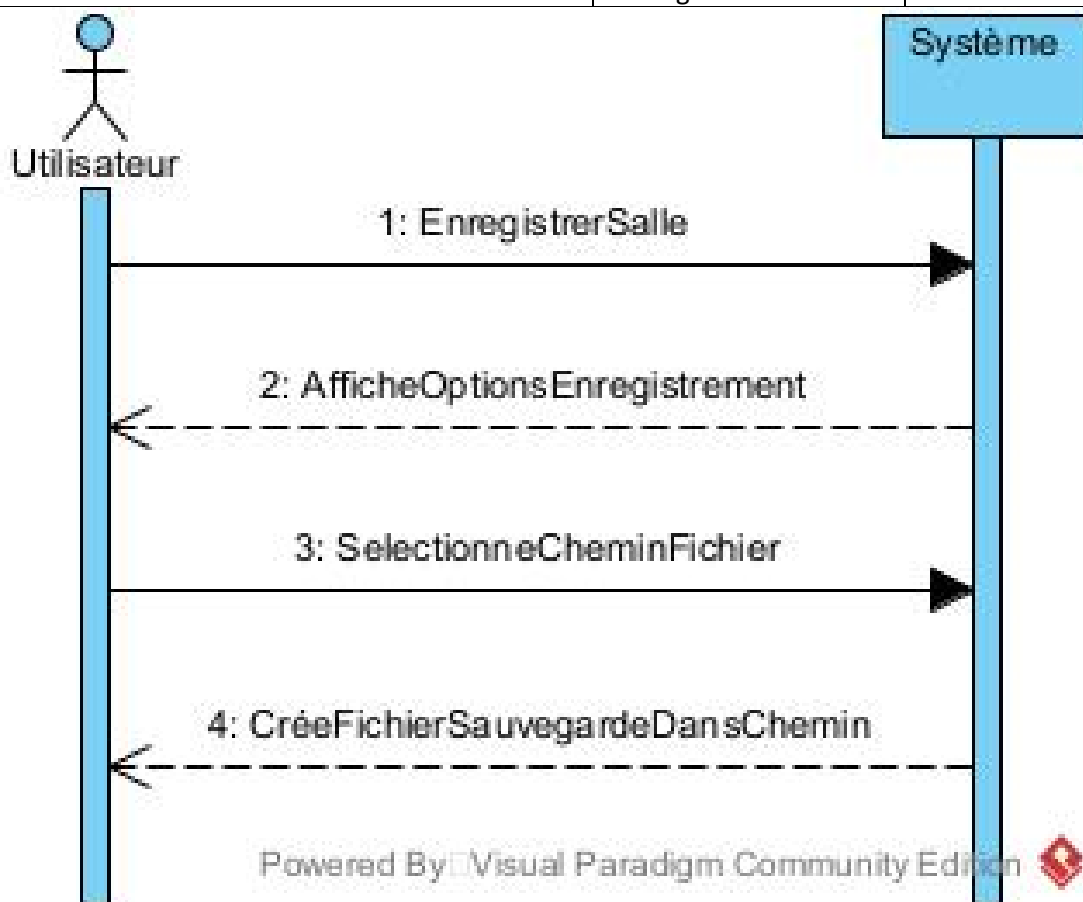 Système
Utilisateur
1: EnregistrerSalle
2: AfficheOptionsEnregistrement
3: SelectionneCheminFichier
4: CréeFichierSauvegardeDansChemin
Powered By Visual Paradigm Community Edition